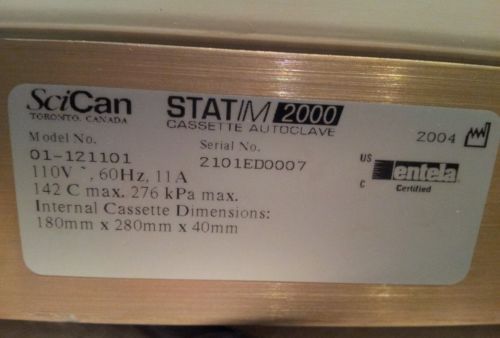 SciCan
TORONTO, CANADA
STATIM 2000
CASSETTE AUTOCLAVE
2004
Model No.
01-121101
Serial No.
2101ED0007
110V~, 60Hz, 11A
142 C max. 276 kPa max.
Internal Cassette Dimensions:
180mm x 280mm x 40mm
US
C
entela
Certified